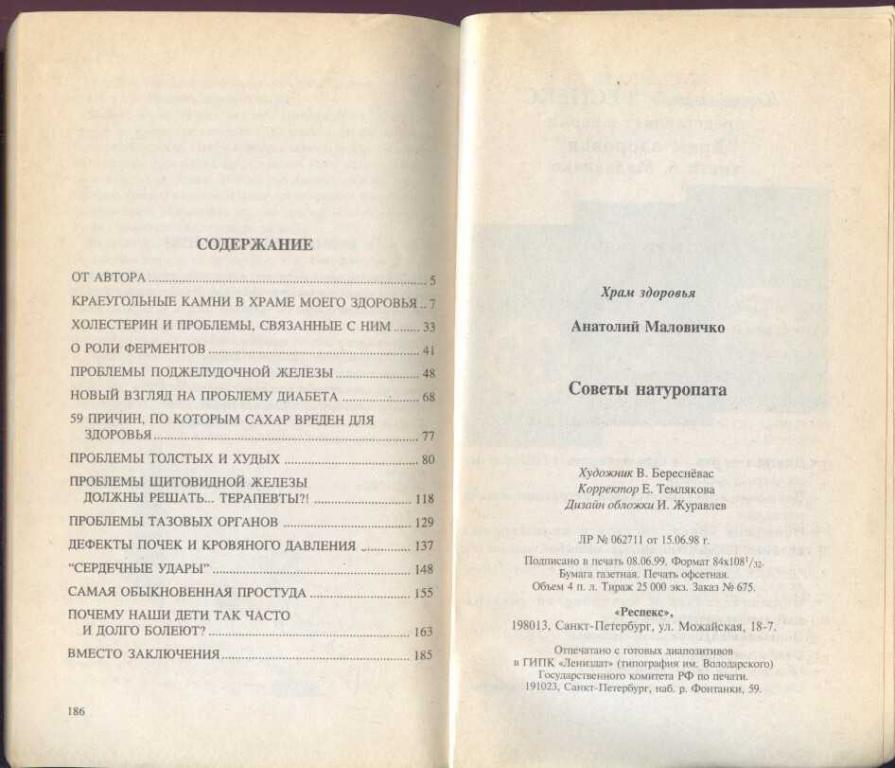 СОДЕРЖАНИЕ
ОТ АВТОРА 5
КРАЕУГОЛЬНЫЕ КАМНИ В ХРАМЕ МОЕГО ЗДОРОВЬЯ 7
ХОЛЕСТЕРИН И ПРОБЛЕМЫ, СВЯЗАННЫЕ С НИМ 33
О РОЛИ ФЕРМЕНТОВ 41
ПРОБЛЕМЫ ПОДЖЕЛУДОЧНОЙ ЖЕЛЕЗЫ 48
НОВЫЙ ВЗГЛЯД НА ПРОБЛЕМУ ДИАБЕТА 68
59 ПРИЧИН, ПО КОТОРЫМ САХАР ВРЕДЕН ДЛЯ
ЗДОРОВЬЯ 77
ПРОБЛЕМЫ ТОЛСТЫХ И ХУДЫХ 80
ПРОБЛЕМЫ ЩИТОВИДНОЙ ЖЕЛЕЗЫ
ДОЛЖНЫ РЕШАТЬ... ТЕРАПЕВТЫ?! 118
ПРОБЛЕМЫ ТАЗОВЫХ ОРГАНОВ 129
ДЕФЕКТЫ ПОЧЕК И КРОВЯНОГО ДАВЛЕНИЯ 137
"СЕРДЕЧНЫЕ УДАРЫ" 148
САМАЯ ОБЫКНОВЕННАЯ ПРОСТУДА 155
ПОЧЕМУ НАШИ ДЕТИ ТАК ЧАСТО
И ДОЛГО БОЛЕЮТ? 163
ВМЕСТО ЗАКЛЮЧЕНИЯ 185
186
Храм здоровья
Анатолий Маловичко
Советы натуропата
Художник В. Береснёвас
Корректор Е. Темлякова
Дизайн обложки И. Журавлев
ЛР № 062711 от 15.06.98 г.
Подписано в печать 08.06.99. Формат 84х108¹/₃₂.
Бумага газетная. Печать офсетная.
Объем 4 п. л. Тираж 25 000 экз. Заказ № 675.
«Респекс»,
198013, Санкт-Петербург, ул. Можайская, 18-7.
Отпечатано с готовых диапозитивов
в ГИПК «Лениздат» (типография им. Володарского)
Государственного комитета РФ по печати.
191023, Санкт-Петербург, наб. р. Фонтанки, 59.